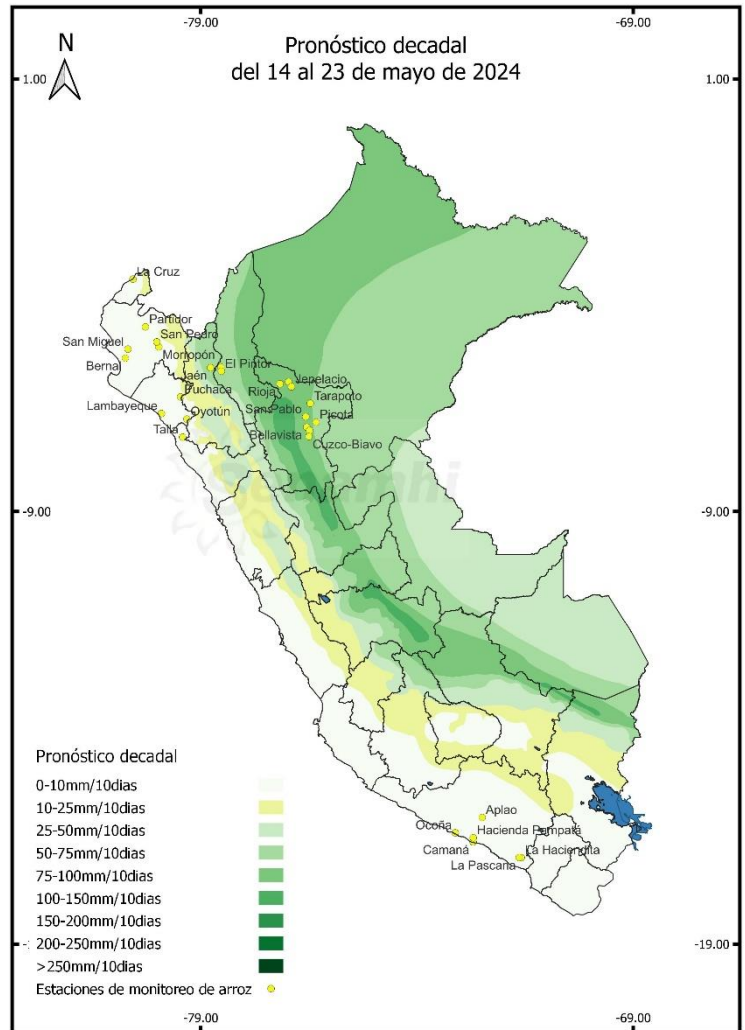 -79.00
-69.00
N
Pronóstico decadal
del 14 al 23 de mayo de 2024
1.00
1.00
La Cruz
Partidor
San Pedro
San Miguel
Morropón
Bernal
El Pintor
Jaén
Puchaca
Rioja
Jepelacio
Tarapoto
Lambayeque
Oyotún
San Pablo
Picota
Talla
Bellavista
Cuzco-Biavo
Senamhi
-9.00
-9.00
Pronóstico decadal
0-10mm/10dias
10-25mm/10dias
25-50mm/10dias
50-75mm/10dias
75-100mm/10dias
100-150mm/10dias
150-200mm/10dias
200-250mm/10dias
>250mm/10dias
Estaciones de monitoreo de arroz
Aplao
Ocoña
Hacienda Pampata
Camaná
La Haciendita
La Pascana
-19.00
-79.00
-69.00